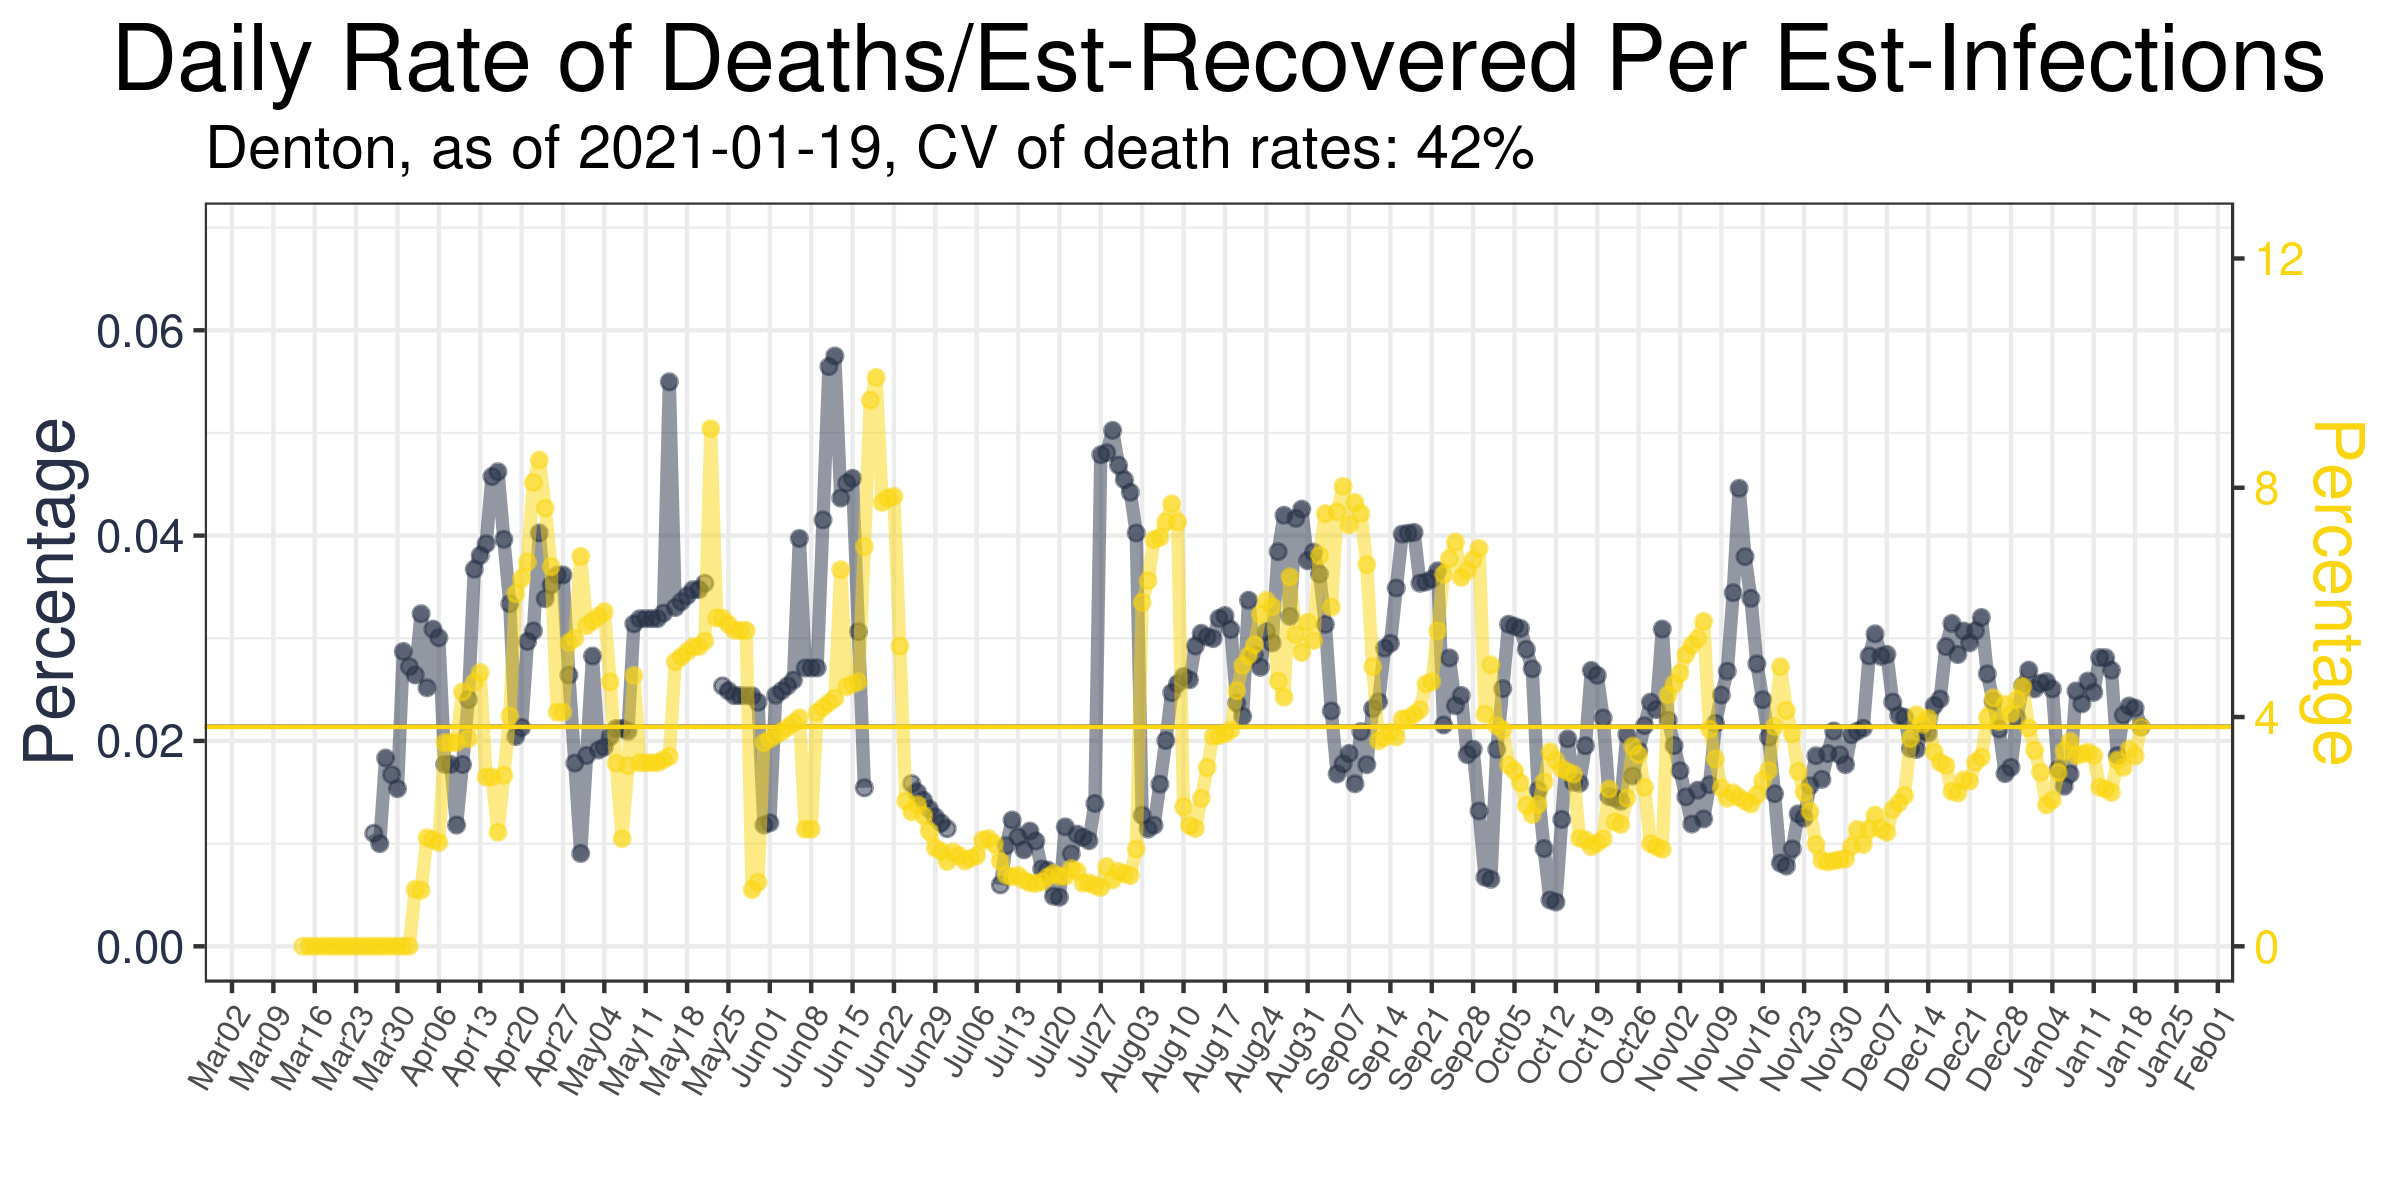 Daily Rate of Deaths/Est-Recovered Per Est-Infections
Denton, as of 2021-01-19, CV of death rates: 42%
Percentage
0.06
0.04
0.02
0.00
12
8
4
0
Percentage
Mar02
Mar09
Mar16
Mar23
Mar30
Apr06
Apr13
Apr20
Apr27
May04
May11
May18
May25
Jun01
Jun08
Jun15
Jun22
Jun29
Jul06
Jul13
Jul20
Jul27
Aug03
Aug10
Aug17
Aug24
Aug31
Sep07
Sep14
Sep21
Sep28
Oct05
Oct12
Oct19
Oct26
Nov02
Nov09
Nov16
Nov23
Nov30
Dec07
Dec14
Dec21
Dec28
Jan04
Jan11
Jan18
Jan25
Feb01